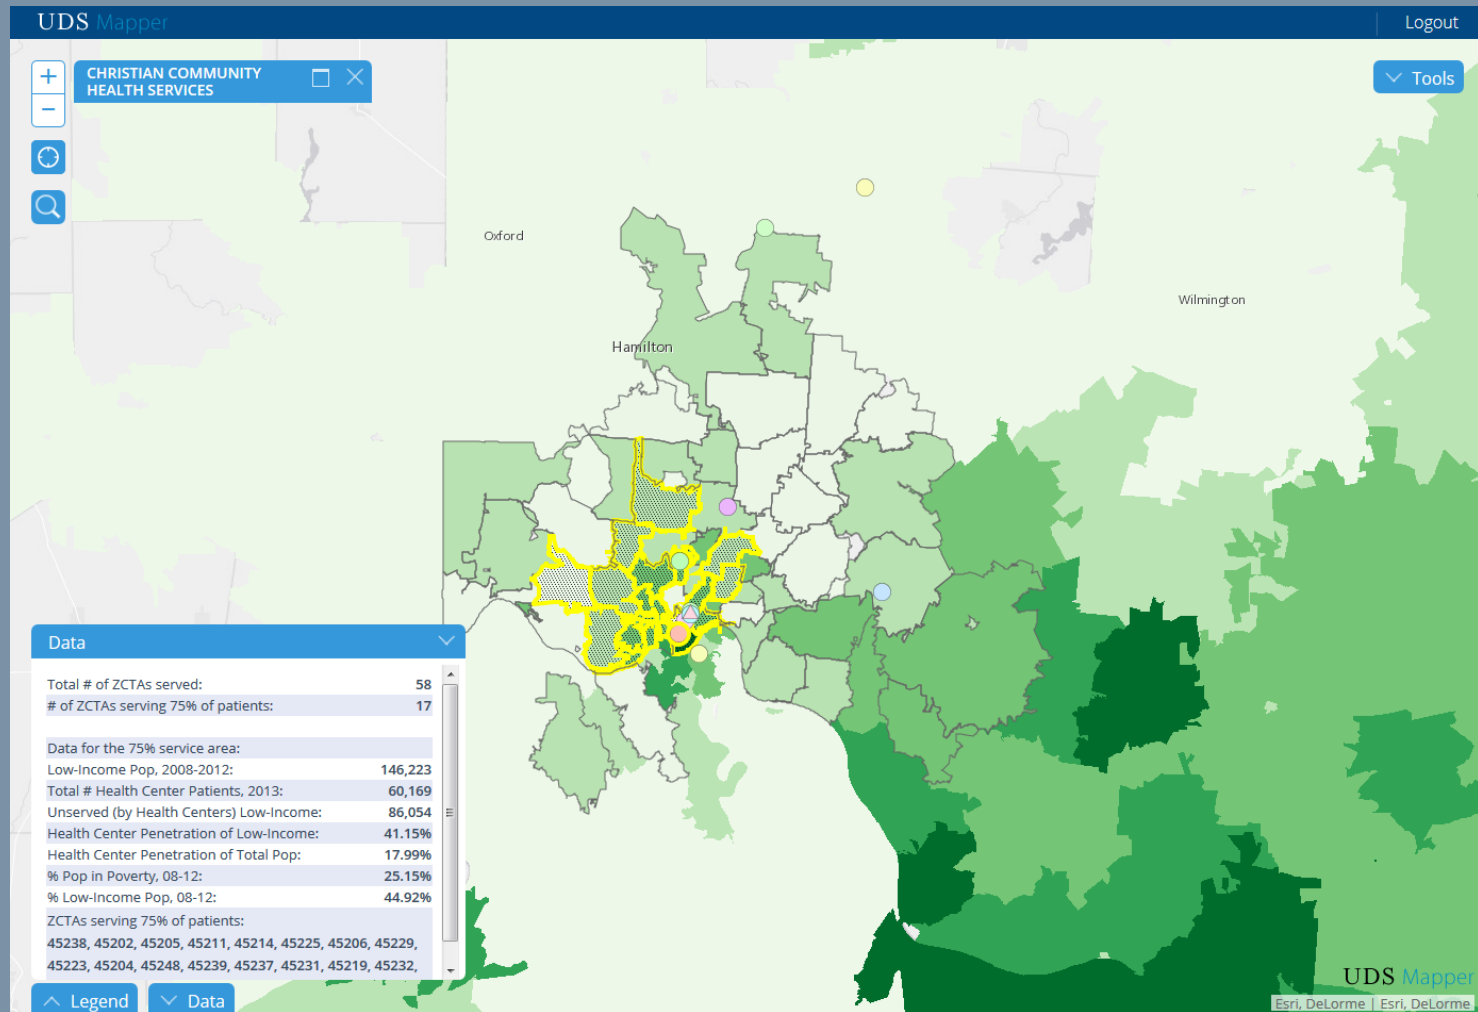 UDS Mapper
Logout
+
CHRISTIAN COMMUNITY
HEALTH SERVICES
Tools
−
Oxford
Wilmington
Hamilton
Data
Total # of ZCTAs served: 58
# of ZCTAs serving 75% of patients: 17
Data for the 75% service area:
Low-Income Pop, 2008-2012: 146,223
Total # Health Center Patients, 2013: 60,169
Unserved (by Health Centers) Low-Income: 86,054
Health Center Penetration of Low-Income: 41.15%
Health Center Penetration of Total Pop: 17.99%
% Pop in Poverty, 08-12: 25.15%
% Low-Income Pop, 08-12: 44.92%
ZCTAs serving 75% of patients:
45238, 45202, 45205, 45211, 45214, 45225, 45206, 45229,
45223, 45204, 45248, 45239, 45237, 45231, 45219, 45232,
UDS Mapper
Legend
Data
Esri, DeLorme | Esri, DeLorme